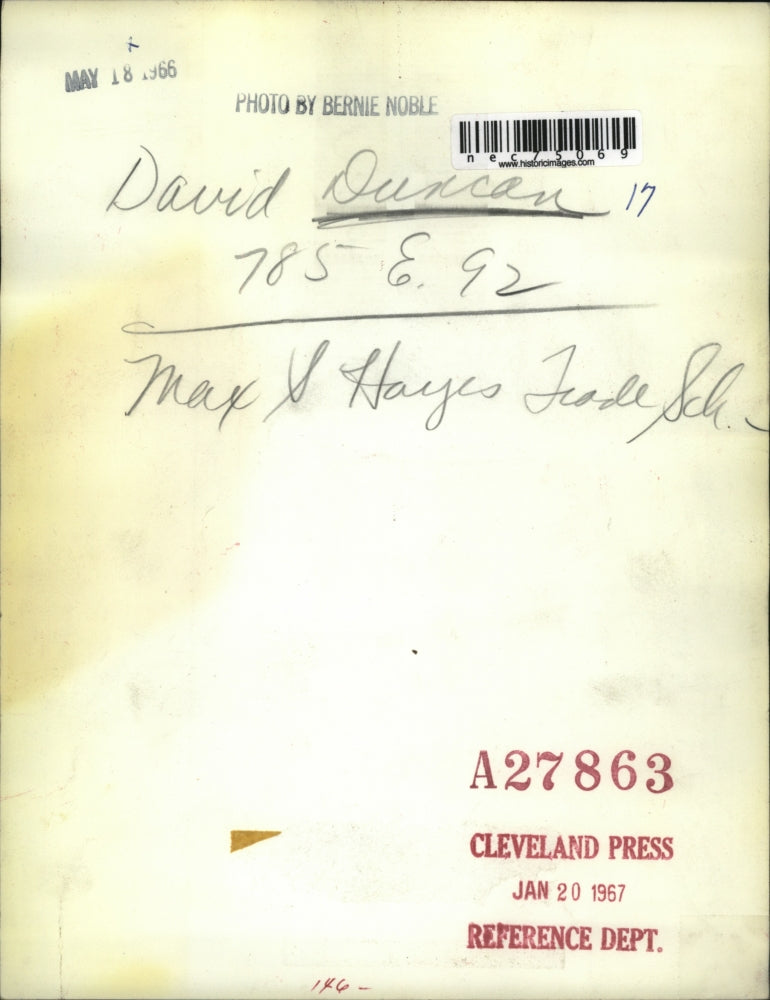 MAY 18 1966
PHOTO BY BERNIE NOBLE
nec75069
www.historicimages.com
David Duncan 17
785 E. 92
Max S Hayes Trade Sch.
A27863
CLEVELAND PRESS
JAN 20 1967
REFERENCE DEPT.
146-